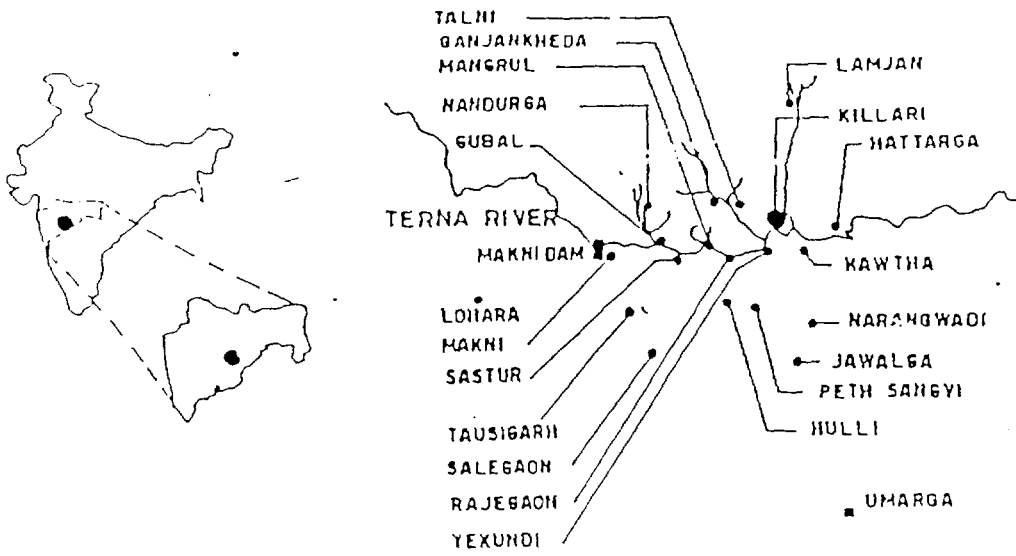 TALNI
GANJANKHEDA
MANGRUL
NANDURGA
GUBAL
TERNA RIVER
MAKNI DAM
LOHARA
MAKNI
SASTUR
TAUSIGARH
SALEGAON
RAJEGAON
YEKUNDI
LAMJAN
KILLARI
HATTARGA
KAWTHA
NARANGWADI
JAWALGA
PETH SANGVI
HULLI
UMARGA